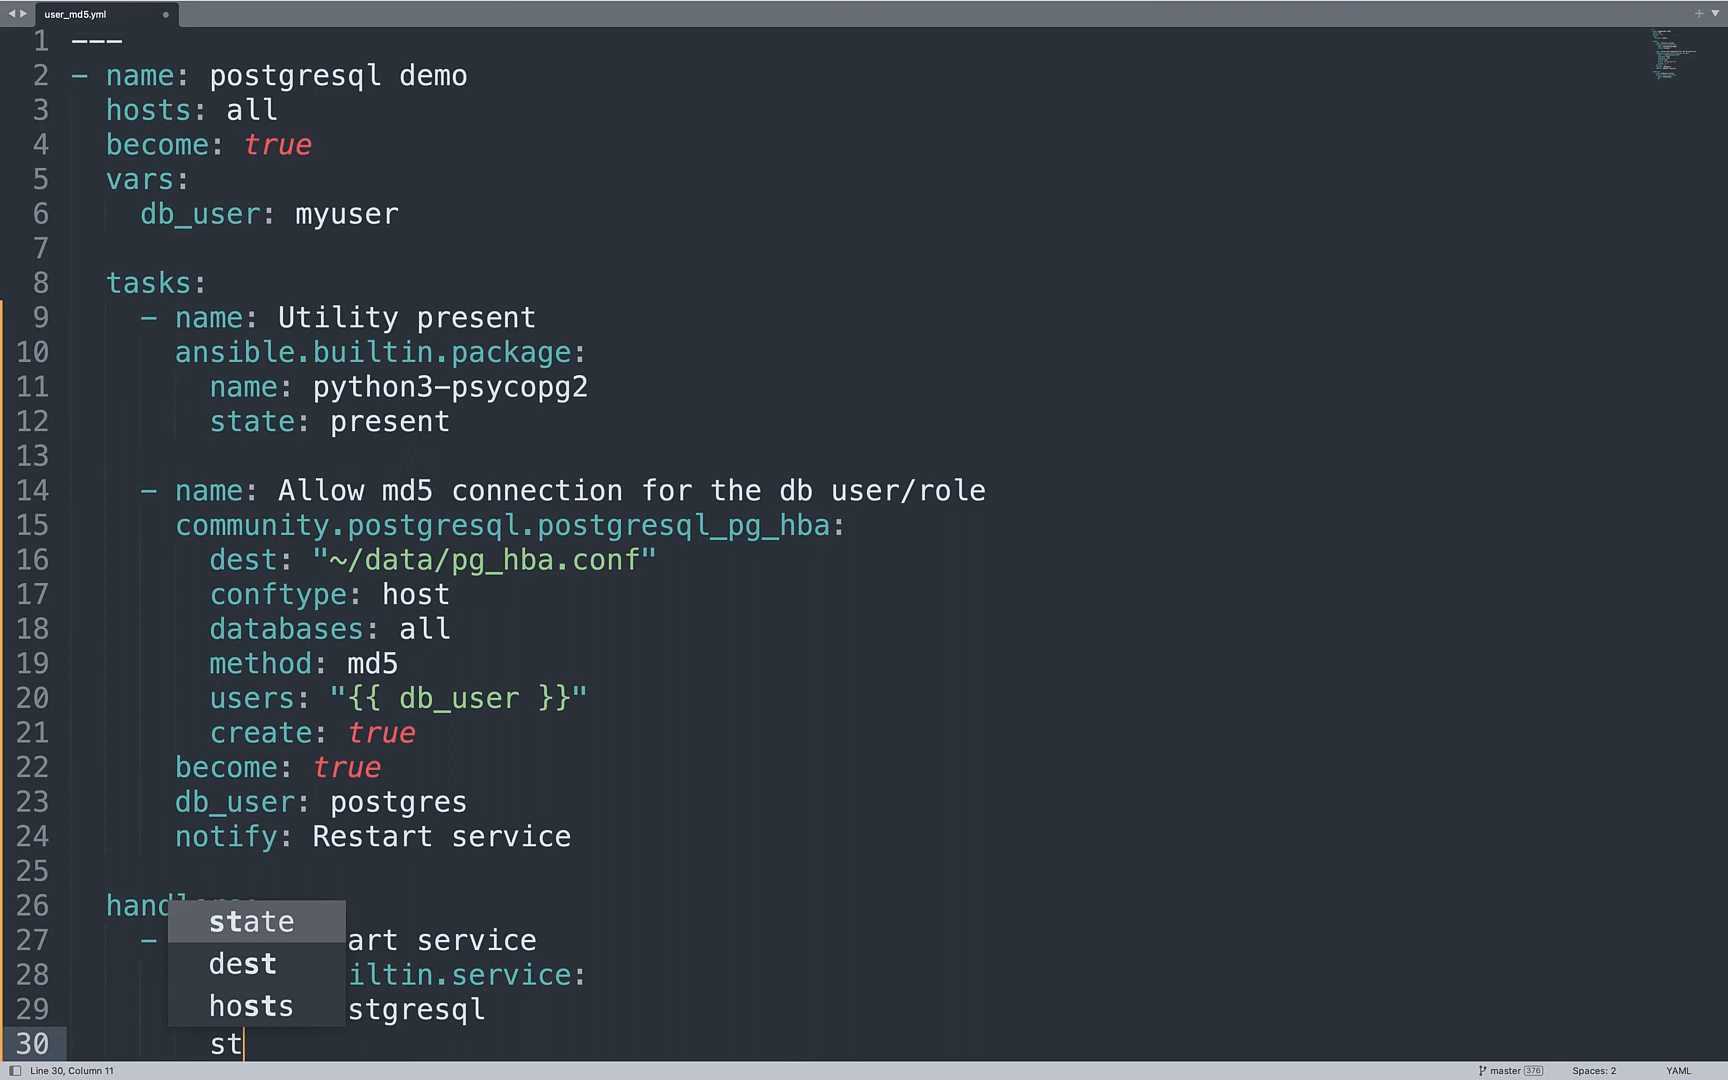 user_md5.yml
1 ---
2 - name: postgresql demo
3 hosts: all
4 become: true
5 vars:
6 db_user: myuser
7
8 tasks:
9 - name: Utility present
10 ansible.builtin.package:
11 name: python3-psycopg2
12 state: present
13
14 - name: Allow md5 connection for the db user/role
15 community.postgresql.postgresql_pg_hba:
16 dest: "~/data/pg_hba.conf"
17 conftype: host
18 databases: all
19 method: md5
20 users: "{{ db_user }}"
21 create: true
22 become: true
23 db_user: postgres
24 notify: Restart service
25
26 handlers:
state
27 - art service
dest
28 iltin.service:
hosts
29 stgresql
30 st
Line 30, Column 11 master 376 Spaces: 2 YAML